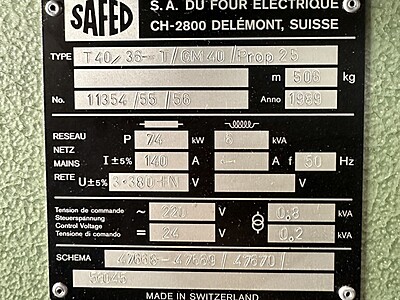 SAFED
S.A. DU FOUR ELECTRIQUE
CH-2800 DELÉMONT, SUISSE
TYPE T40/36-T/GM40/Prop 25
m 506 kg
No. 11354/55/56 Anno 1989
RESEAU P 74 kW 8 kVA
NETZ
MAINS I±5% 140 A — A f 50 Hz
RETE U±5% 3×380+N V V
Tension de commande ~ 220 V 0.8 kVA
Steuerspannung
Control Voltage = 24 V 0.2 kVA
Tensione di comando
SCHEMA 47668-47669/47670/
51045
MADE IN SWITZERLAND